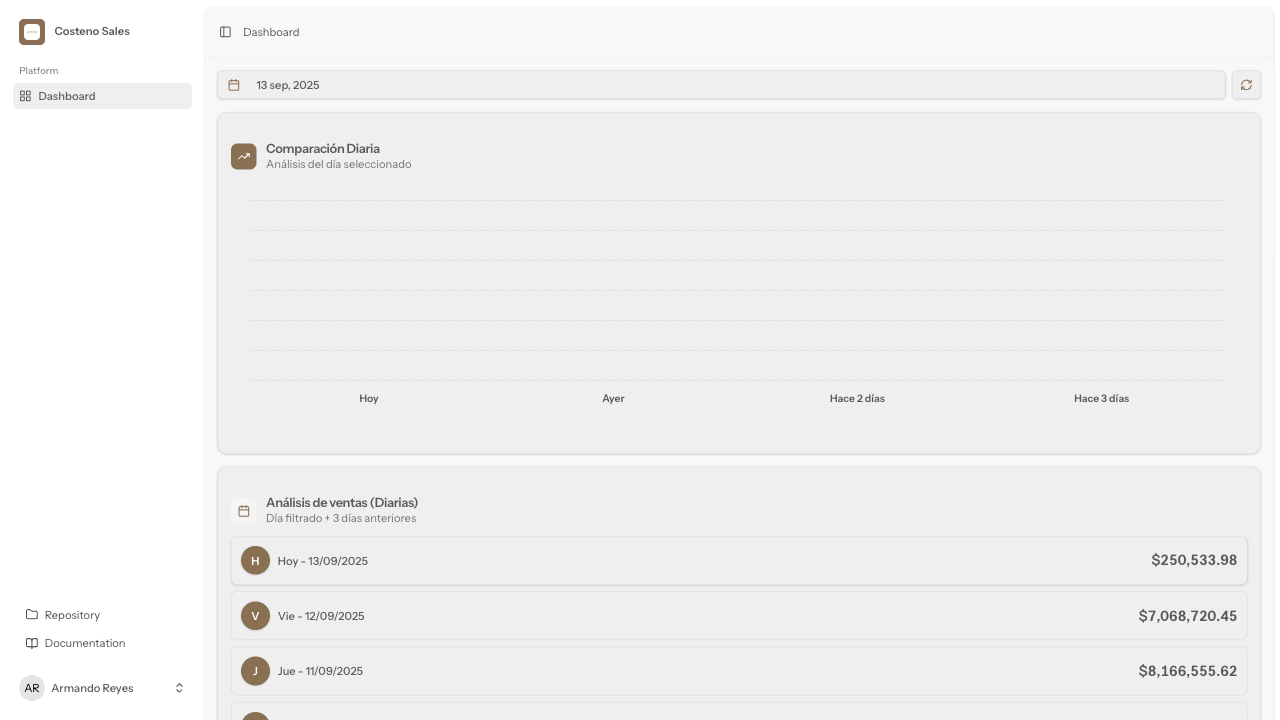 Costeno Sales
Platform
Dashboard
Repository
Documentation
AR
Armando Reyes
Dashboard
13 sep, 2025
Comparación Diaria
Análisis del día seleccionado
Hoy
Ayer
Hace 2 días
Hace 3 días
Análisis de ventas (Diarias)
Día filtrado + 3 días anteriores
H
Hoy - 13/09/2025
$250,533.98
V
Vie - 12/09/2025
$7,068,720.45
J
Jue - 11/09/2025
$8,166,555.62